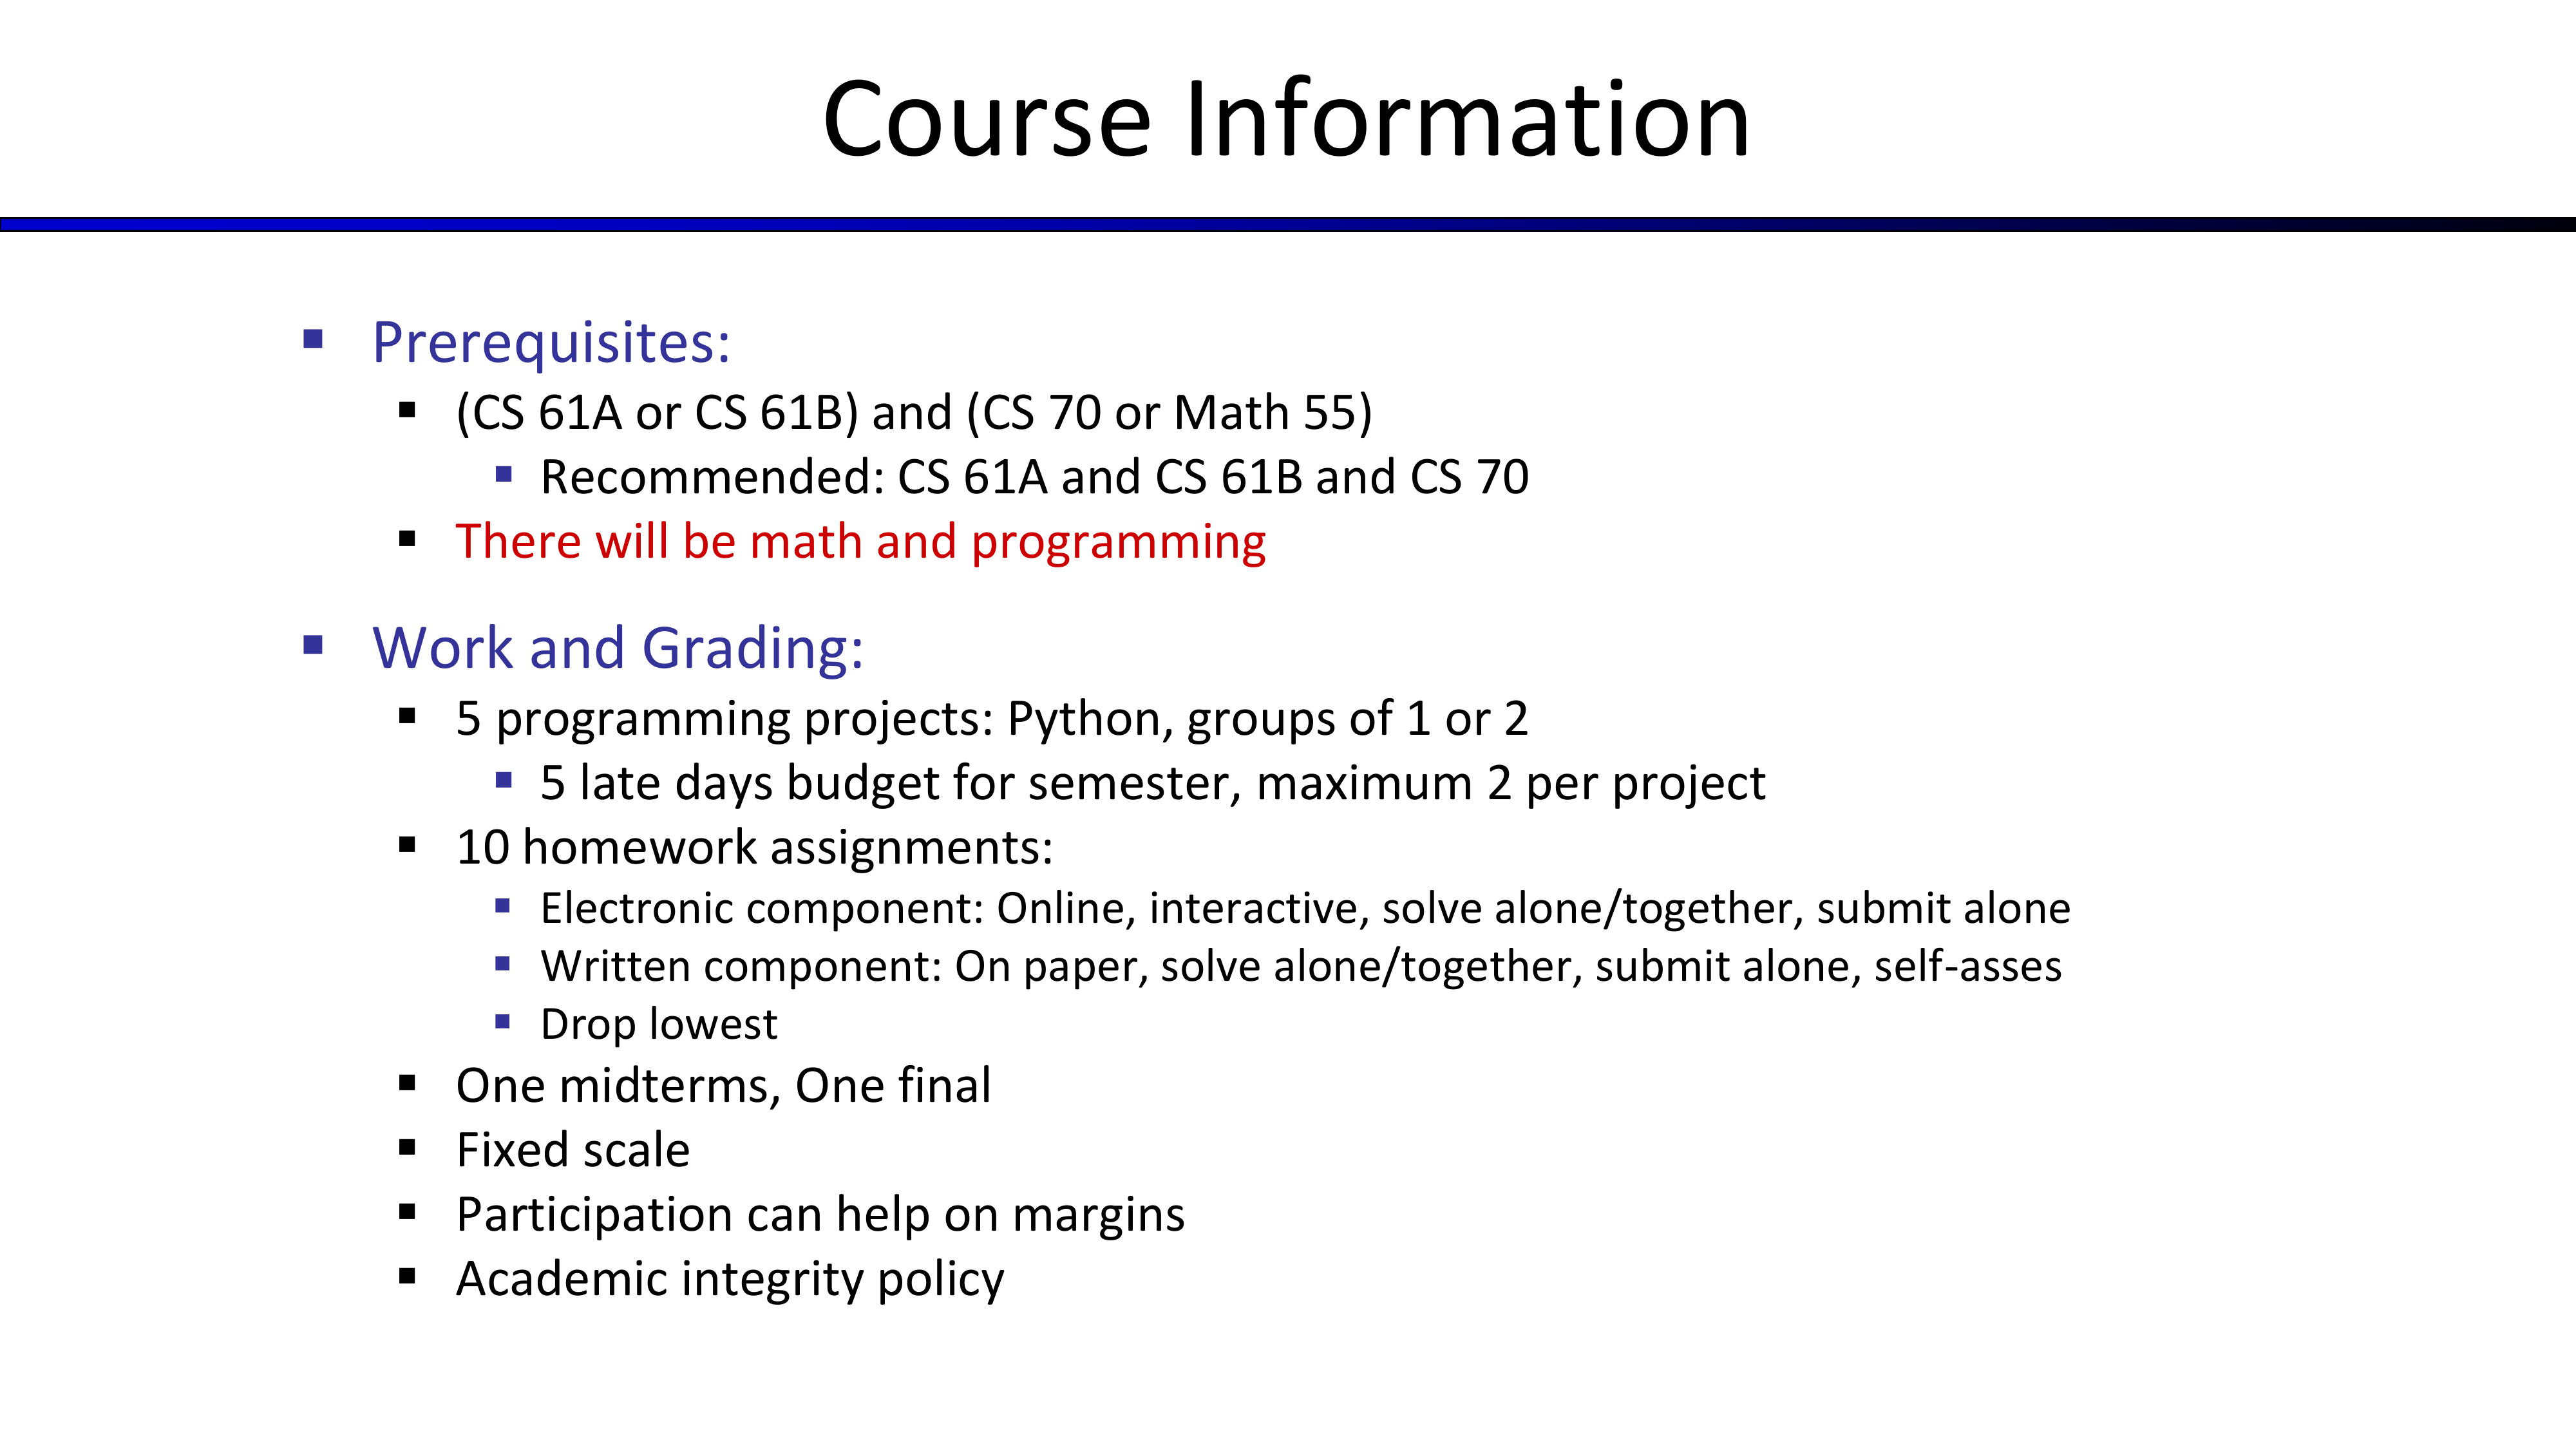 Course Information
Prerequisites:
(CS 61A or CS 61B) and (CS 70 or Math 55)
Recommended: CS 61A and CS 61B and CS 70
There will be math and programming
Work and Grading:
5 programming projects: Python, groups of 1 or 2
5 late days budget for semester, maximum 2 per project
10 homework assignments:
Electronic component: Online, interactive, solve alone/together, submit alone
Written component: On paper, solve alone/together, submit alone, self-asses
Drop lowest
One midterms, One final
Fixed scale
Participation can help on margins
Academic integrity policy